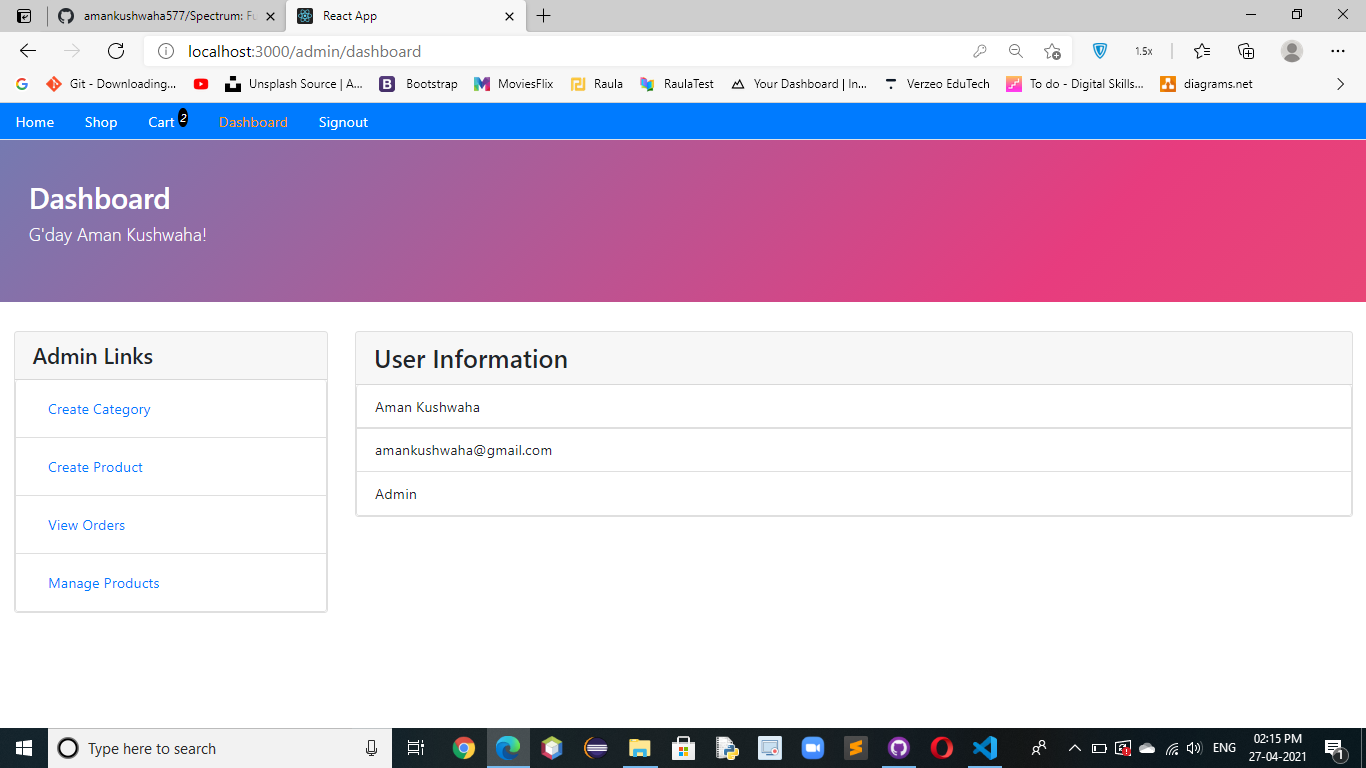 amankushwaha577/Spectrum: Fu
React App
localhost:3000/admin/dashboard
1.5x
Git - Downloading...
Unsplash Source | A...
Bootstrap
MoviesFlix
Raula
RaulaTest
Your Dashboard | In...
Verzeo EduTech
To do - Digital Skills...
diagrams.net
Home
Shop
Cart 2
Dashboard
Signout
Dashboard
G'day Aman Kushwaha!
Admin Links
Create Category
Create Product
View Orders
Manage Products
User Information
Aman Kushwaha
amankushwaha@gmail.com
Admin
Type here to search
ENG
02:15 PM
27-04-2021
1